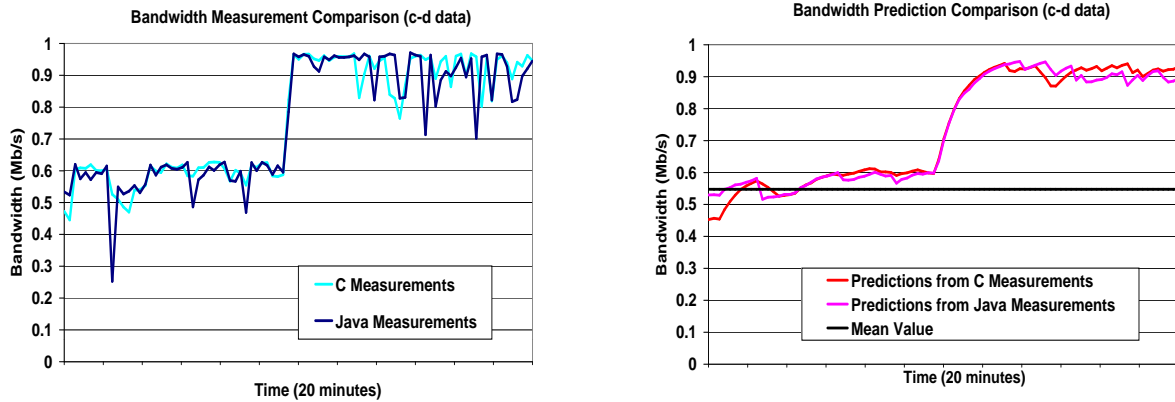 Bandwidth Measurement Comparison (c-d data)
1
0.9
0.8
0.7
0.6
0.5
0.4
0.3
0.2
0.1
0
Bandwidth (Mb/s)
C Measurements
Java Measurements
Time (20 minutes)
Bandwidth Prediction Comparison (c-d data)
1
0.9
0.8
0.7
0.6
0.5
0.4
0.3
0.2
0.1
0
Bandwidth (Mb/s)
Predictions from C Measurements
Predictions from Java Measurements
Mean Value
Time (20 minutes)